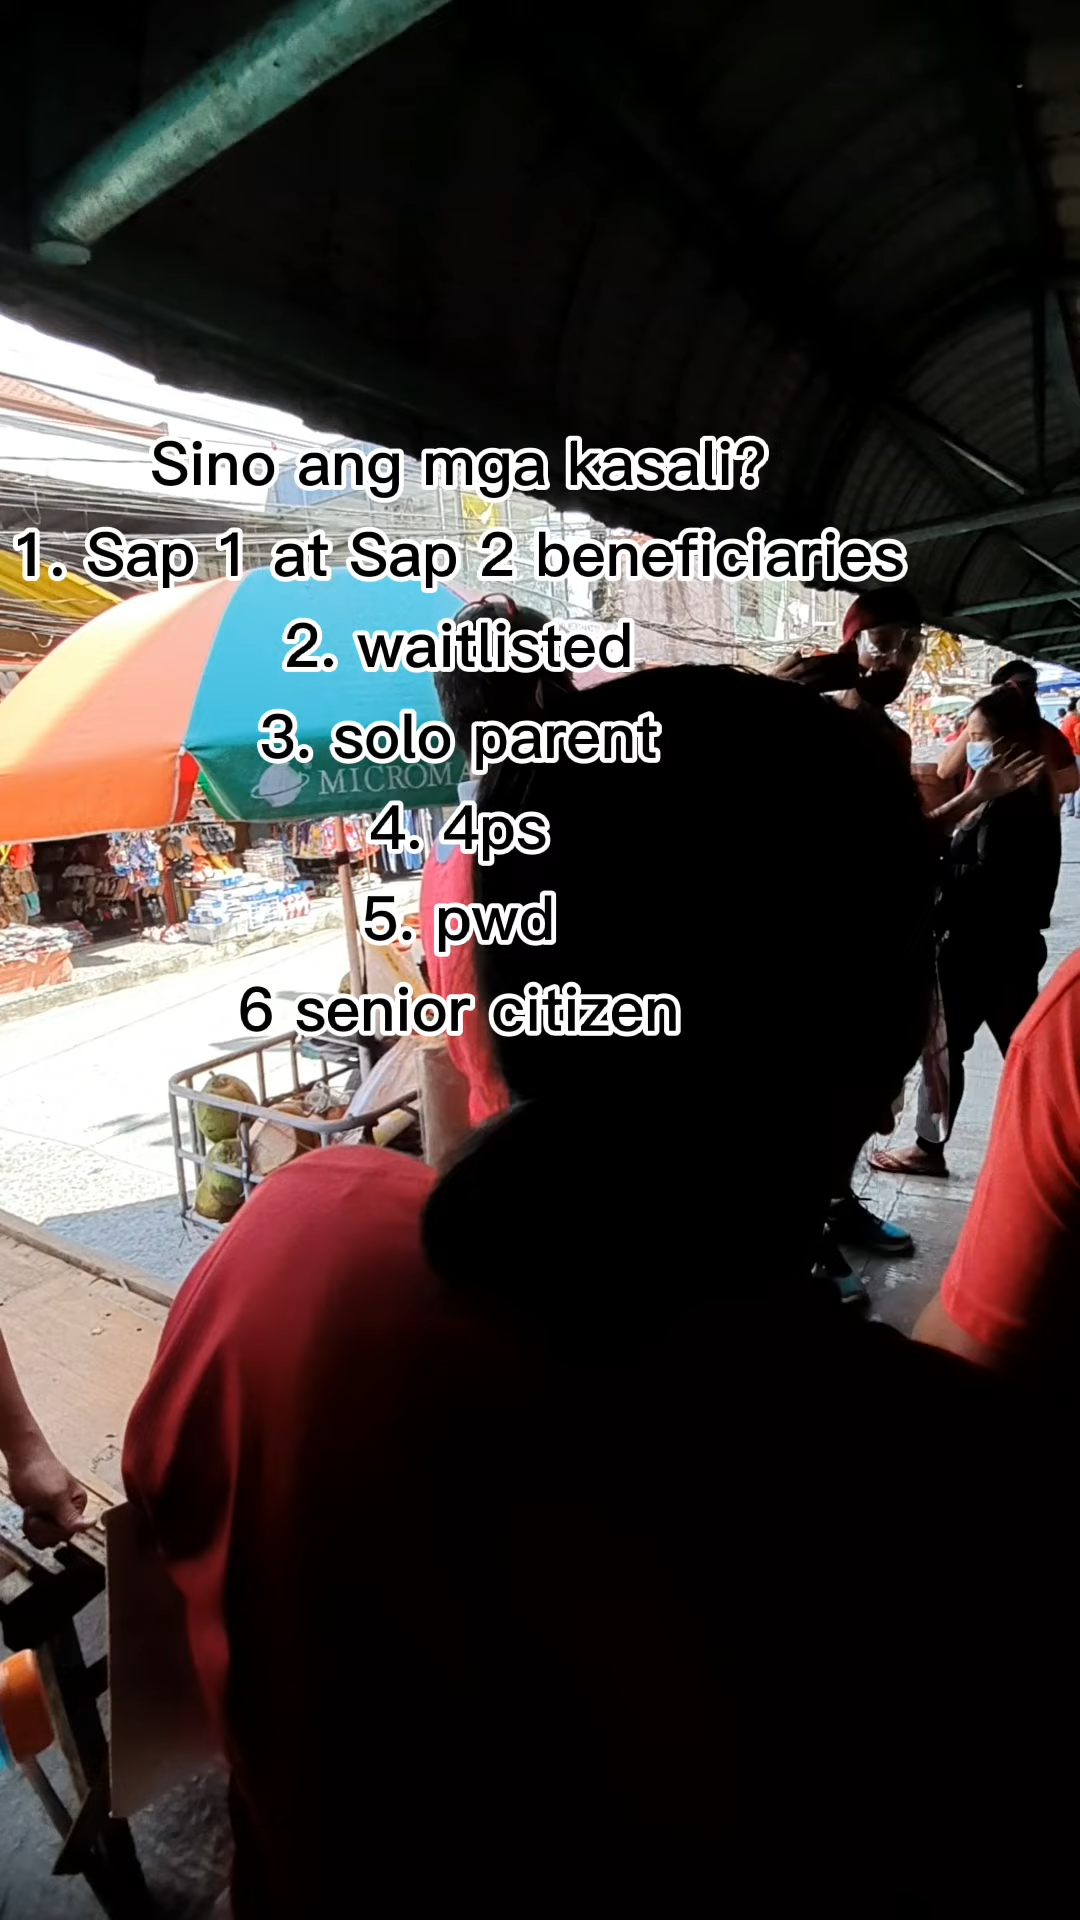 Sino ang mga kasali?
1. Sap 1 at Sap 2 beneficiaries
2. waitlisted
3. solo parent
4. 4ps
5. pwd
6 senior citizen